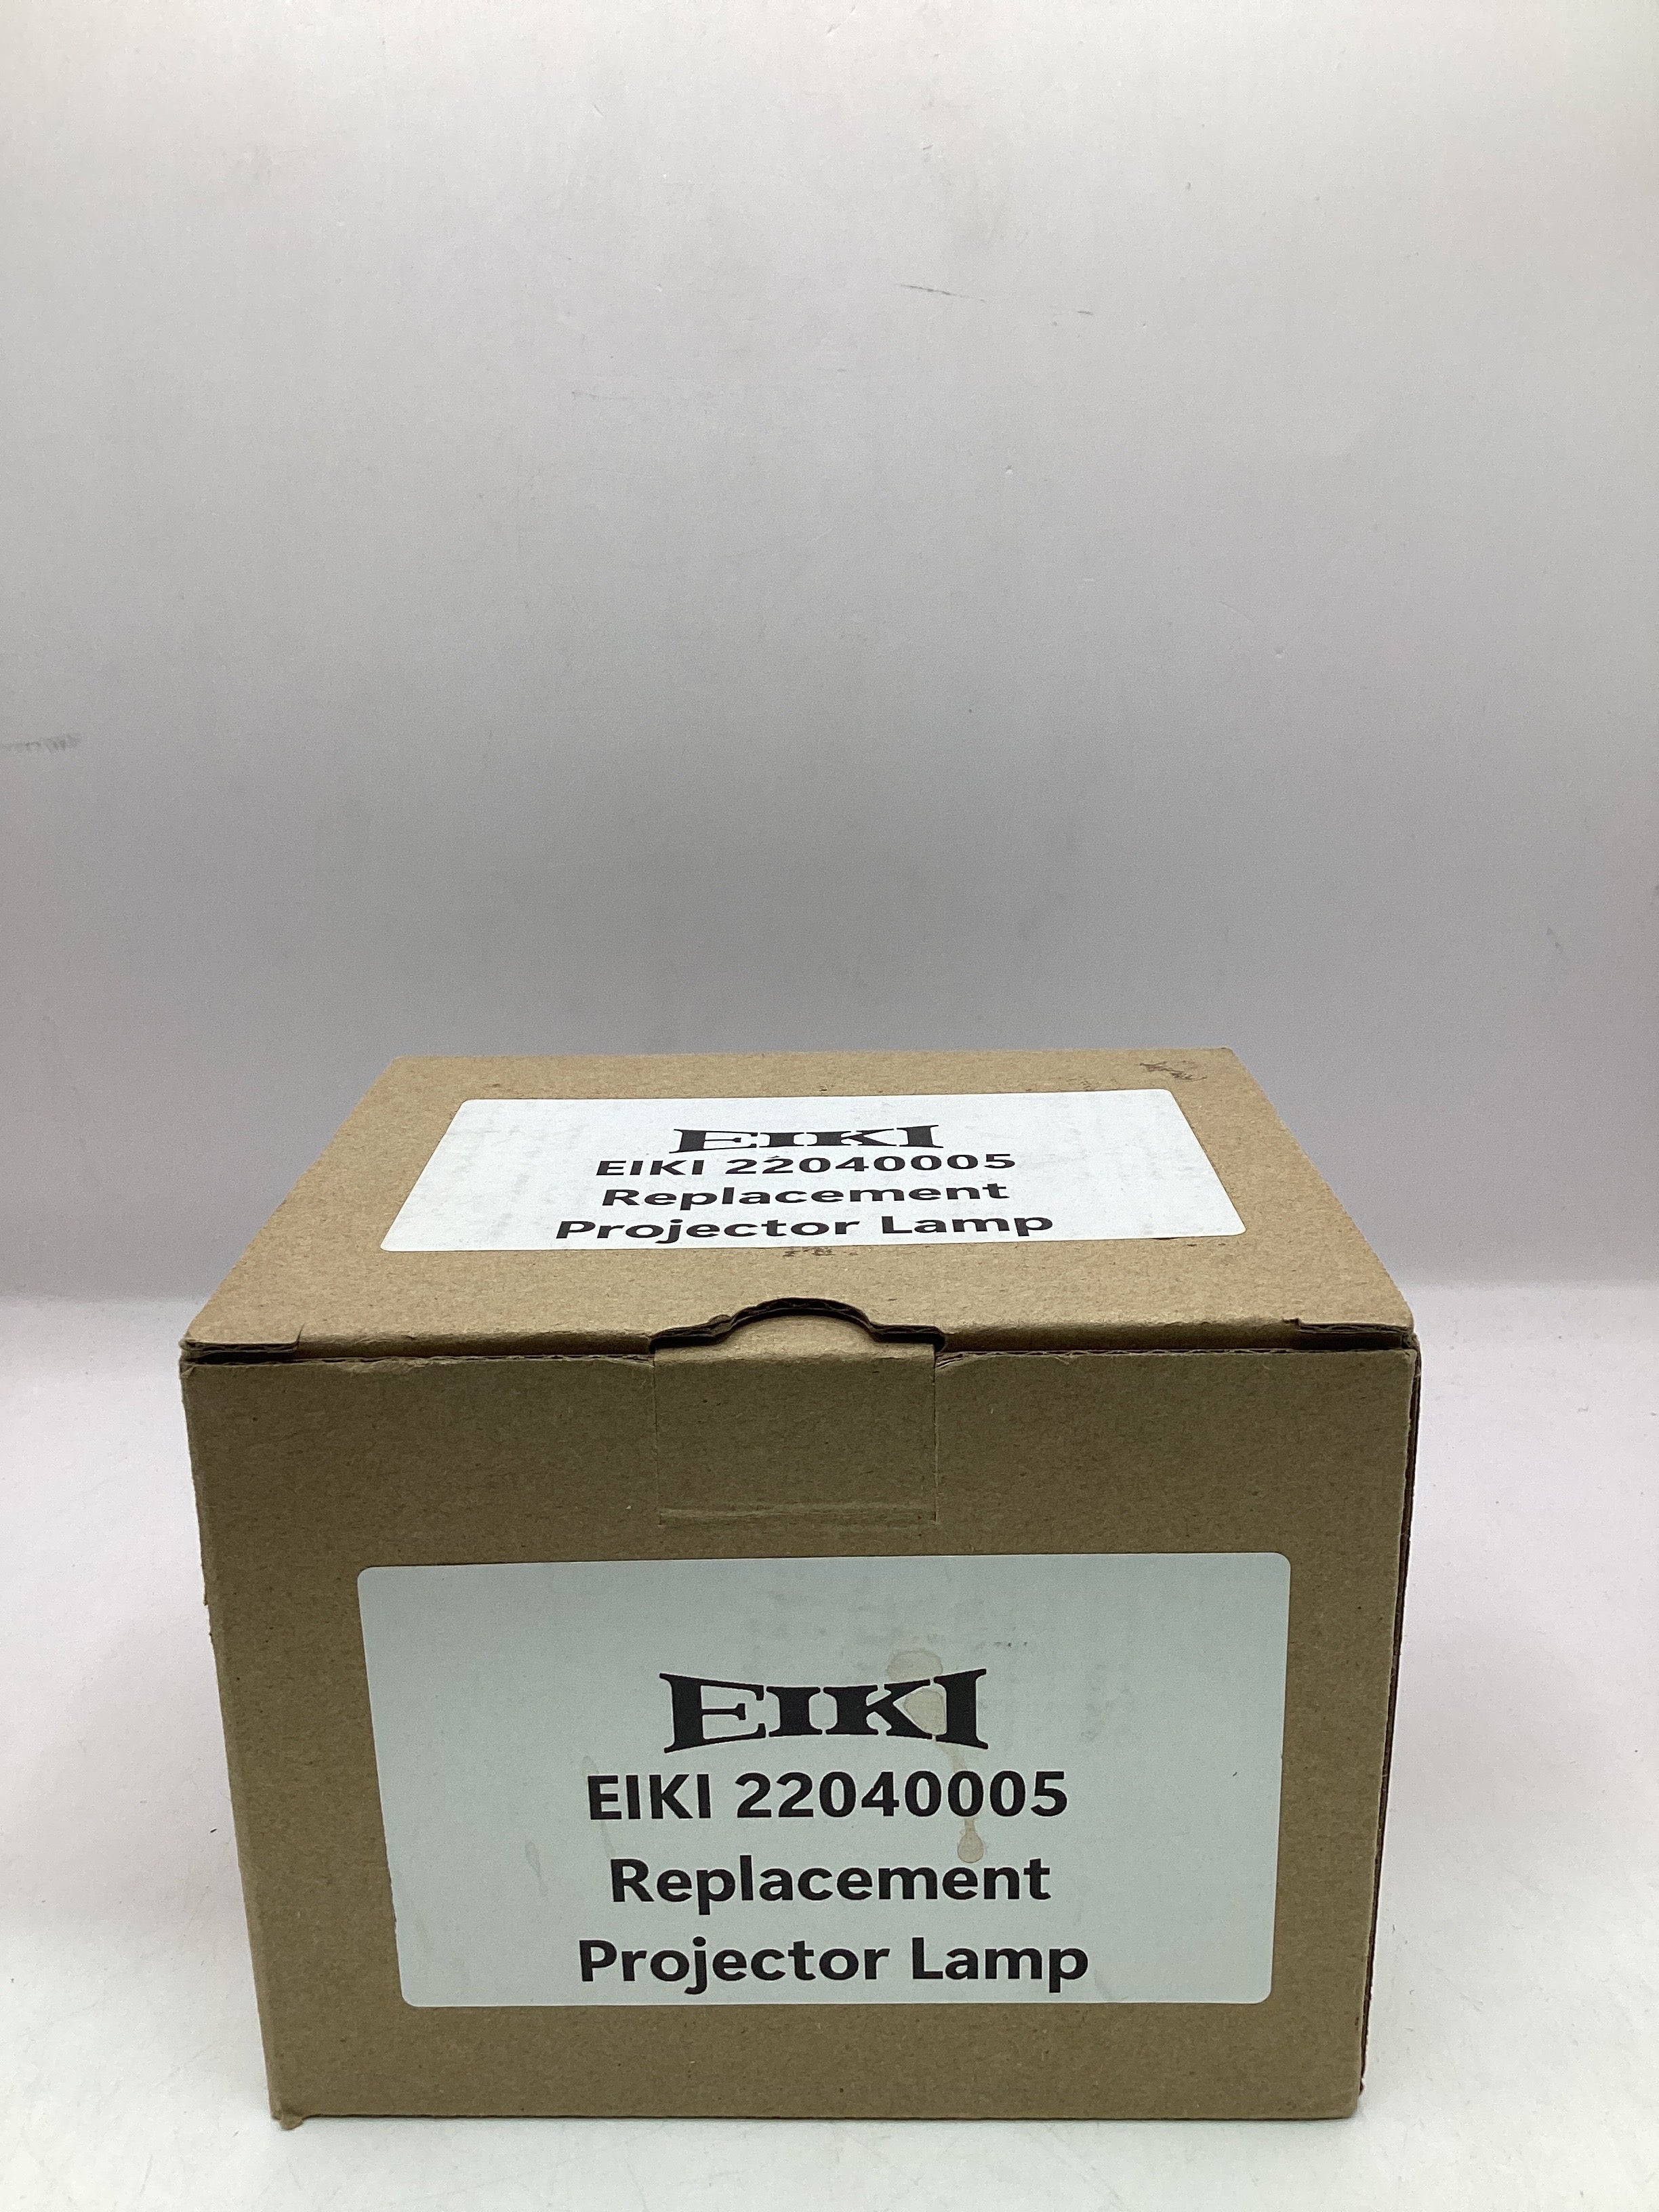 EIKI
EIKI 22040005
Replacement
Projector Lamp
EIKI
EIKI 22040005
Replacement
Projector Lamp